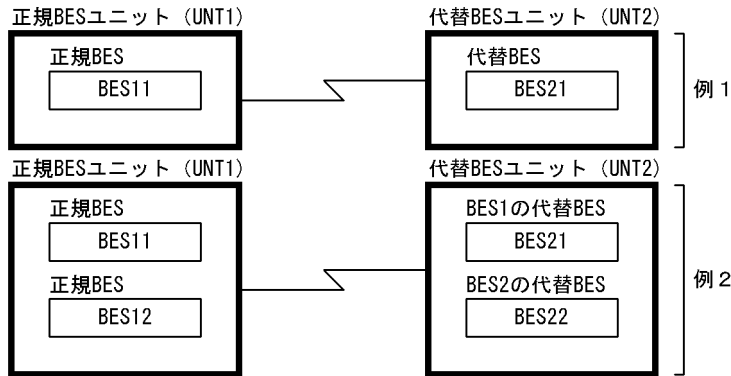 正規BESユニット（UNT1）
代替BESユニット（UNT2）
正規BES
BES11
代替BES
BES21
例１
正規BESユニット（UNT1）
代替BESユニット（UNT2）
正規BES
BES11
正規BES
BES12
BES1の代替BES
BES21
BES2の代替BES
BES22
例２